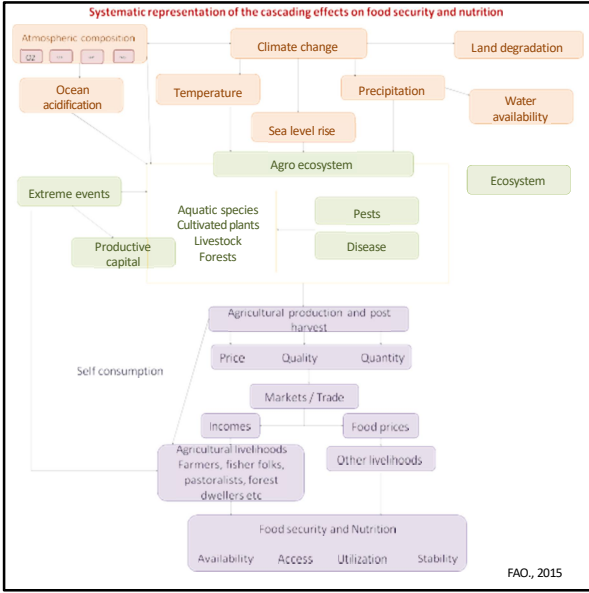 Systematic representation of the cascading effects on food security and nutrition
Atmospheric composition
Climate change
Land degradation
Ocean
acidification
Temperature
Precipitation
Water
availability
Sea level rise
Agro ecosystem
Ecosystem
Extreme events
Aquatic species
Cultivated plants
Livestock
Forests
Pests
Disease
Productive
capital
Agricultural production and post
harvest
Price Quality Quantity
Self consumption
Markets / Trade
Incomes
Food prices
Agricultural livelihoods
Farmers, fisher folks,
pastoralists, forest
dwellers etc
Other livelihoods
Food security and Nutrition
Availability Access Utilization Stability
FAO., 2015